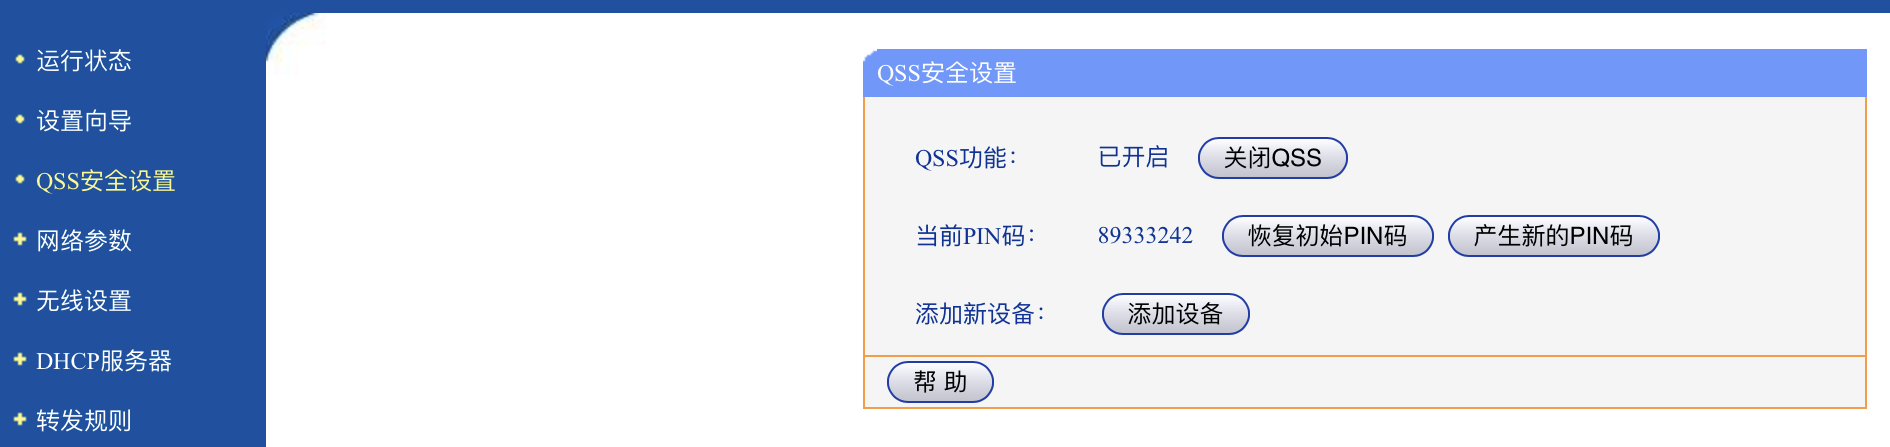 运行状态
设置向导
QSS安全设置
网络参数
无线设置
DHCP服务器
转发规则
QSS安全设置
QSS功能： 已开启 关闭QSS
当前PIN码： 89333242 恢复初始PIN码 产生新的PIN码
添加新设备： 添加设备
帮 助